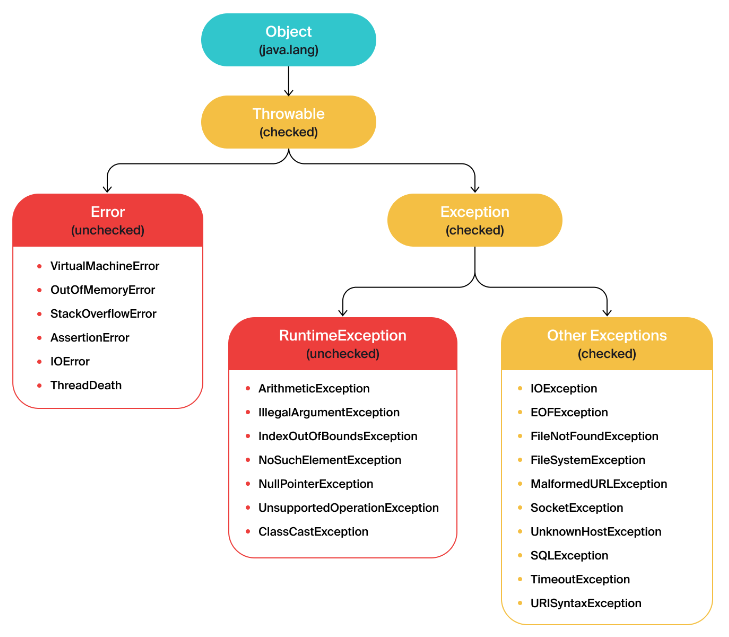 Object
(java.lang)
Throwable
(checked)
Error
(unchecked)
VirtualMachineError
OutOfMemoryError
StackOverflowError
AssertionError
IOError
ThreadDeath
Exception
(checked)
RuntimeException
(unchecked)
ArithmeticException
IllegalArgumentException
IndexOutOfBoundsException
NoSuchElementException
NullPointerException
UnsupportedOperationException
ClassCastException
Other Exceptions
(checked)
IOException
EOFException
FileNotFoundException
FileSystemException
MalformedURLException
SocketException
UnknownHostException
SQLException
TimeoutException
URISyntaxException